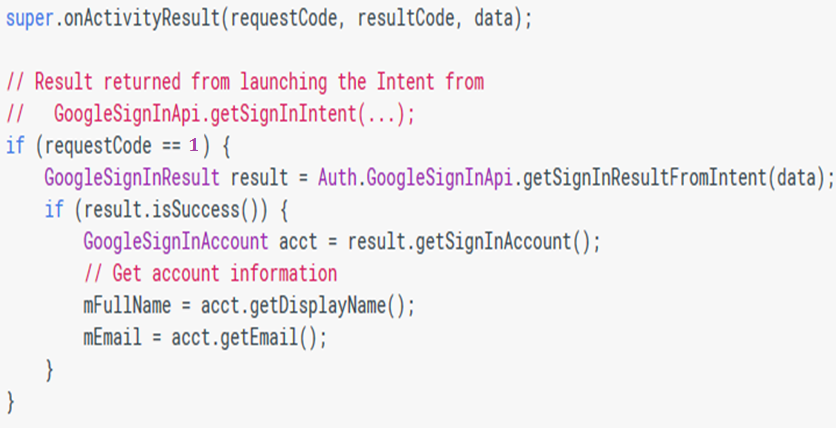 super.onActivityResult(requestCode, resultCode, data);
// Result returned from launching the Intent from
//   GoogleSignInApi.getSignInIntent(...);
if (requestCode == 1) {
    GoogleSignInResult result = Auth.GoogleSignInApi.getSignInResultFromIntent(data);
    if (result.isSuccess()) {
        GoogleSignInAccount acct = result.getSignInAccount();
        // Get account information
        mFullName = acct.getDisplayName();
        mEmail = acct.getEmail();
    }
}